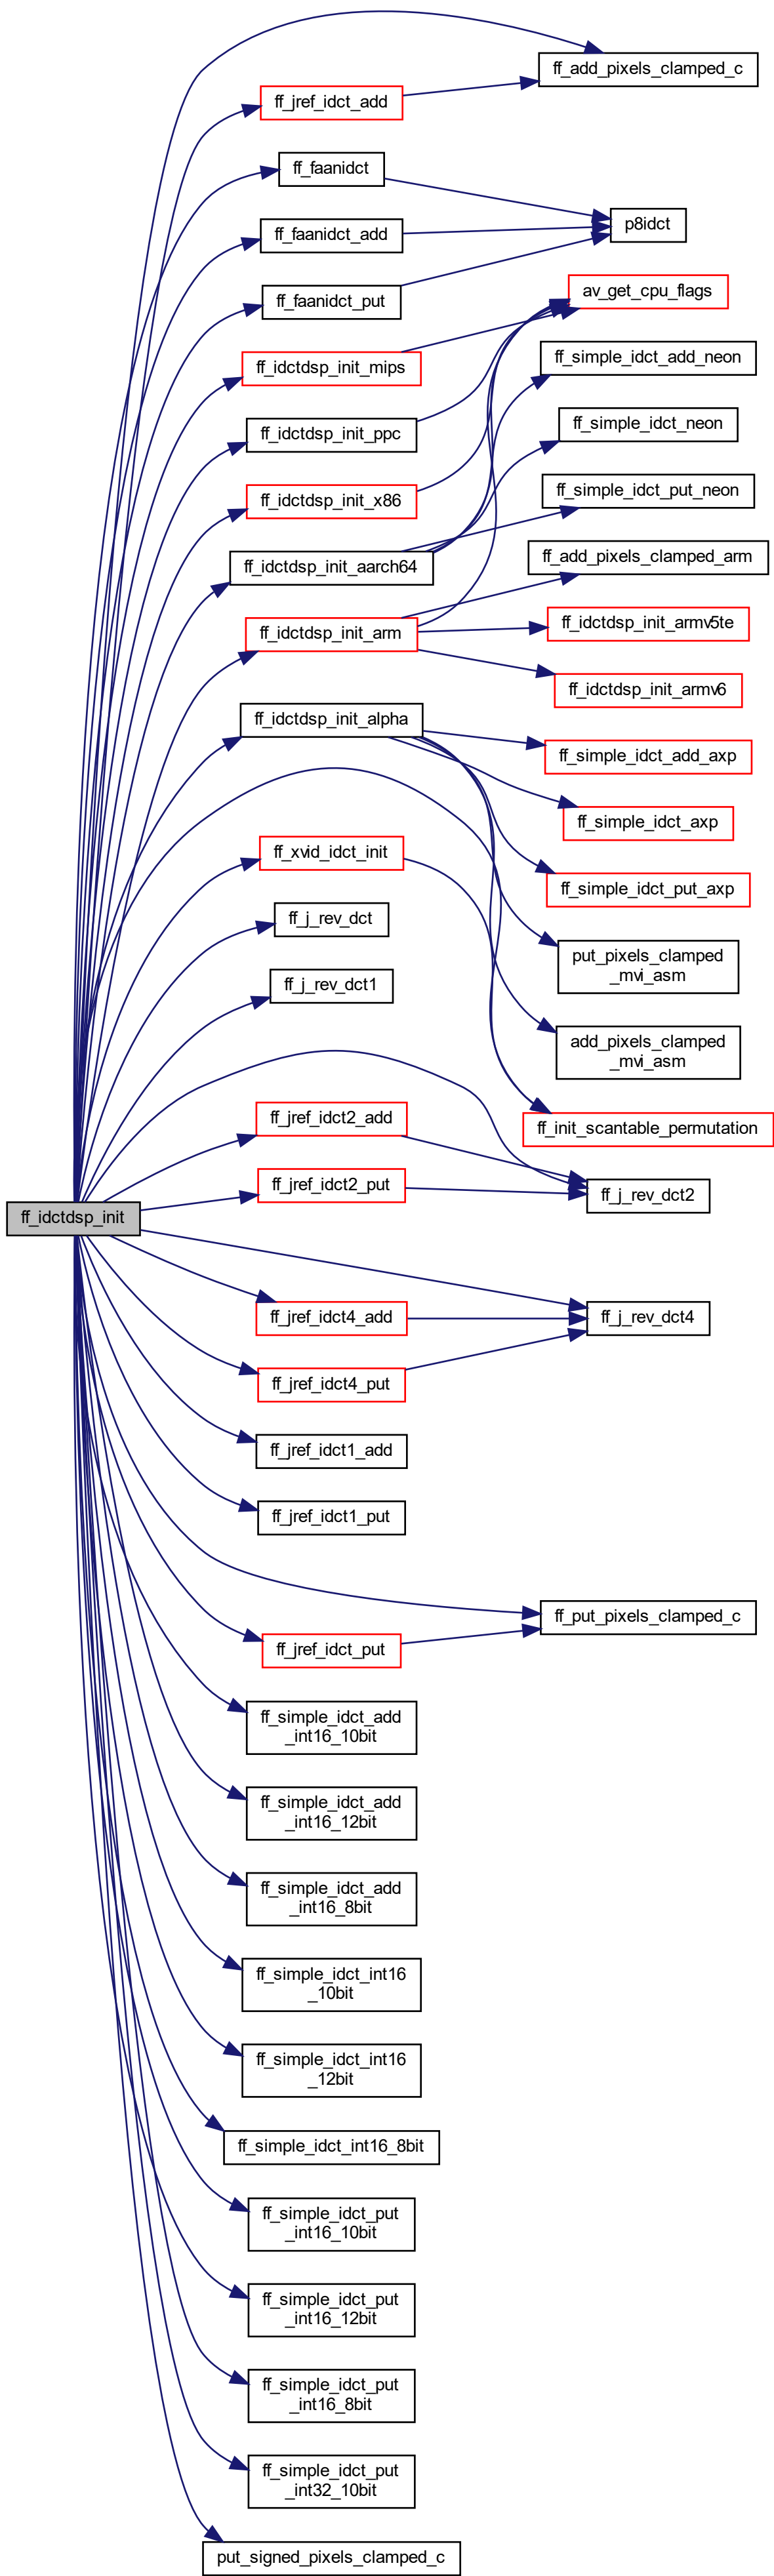 ff_add_pixels_clamped_c
ff_jref_idct_add
ff_faanidct
p8idct
ff_faanidct_add
ff_faanidct_put
av_get_cpu_flags
ff_idctdsp_init_mips
ff_simple_idct_add_neon
ff_idctdsp_init_ppc
ff_simple_idct_neon
ff_idctdsp_init_x86
ff_simple_idct_put_neon
ff_idctdsp_init_aarch64
ff_add_pixels_clamped_arm
ff_idctdsp_init_arm
ff_idctdsp_init_armv5te
ff_idctdsp_init_armv6
ff_idctdsp_init_alpha
ff_simple_idct_add_axp
ff_simple_idct_axp
ff_xvid_idct_init
ff_simple_idct_put_axp
ff_j_rev_dct
put_pixels_clamped
_mvi_asm
ff_j_rev_dct1
add_pixels_clamped
_mvi_asm
ff_jref_idct2_add
ff_init_scantable_permutation
ff_jref_idct2_put
ff_j_rev_dct2
ff_idctdsp_init
ff_jref_idct4_add
ff_j_rev_dct4
ff_jref_idct4_put
ff_jref_idct1_add
ff_jref_idct1_put
ff_put_pixels_clamped_c
ff_jref_idct_put
ff_simple_idct_add
_int16_10bit
ff_simple_idct_add
_int16_12bit
ff_simple_idct_add
_int16_8bit
ff_simple_idct_int16
_10bit
ff_simple_idct_int16
_12bit
ff_simple_idct_int16_8bit
ff_simple_idct_put
_int16_10bit
ff_simple_idct_put
_int16_12bit
ff_simple_idct_put
_int16_8bit
ff_simple_idct_put
_int32_10bit
put_signed_pixels_clamped_c